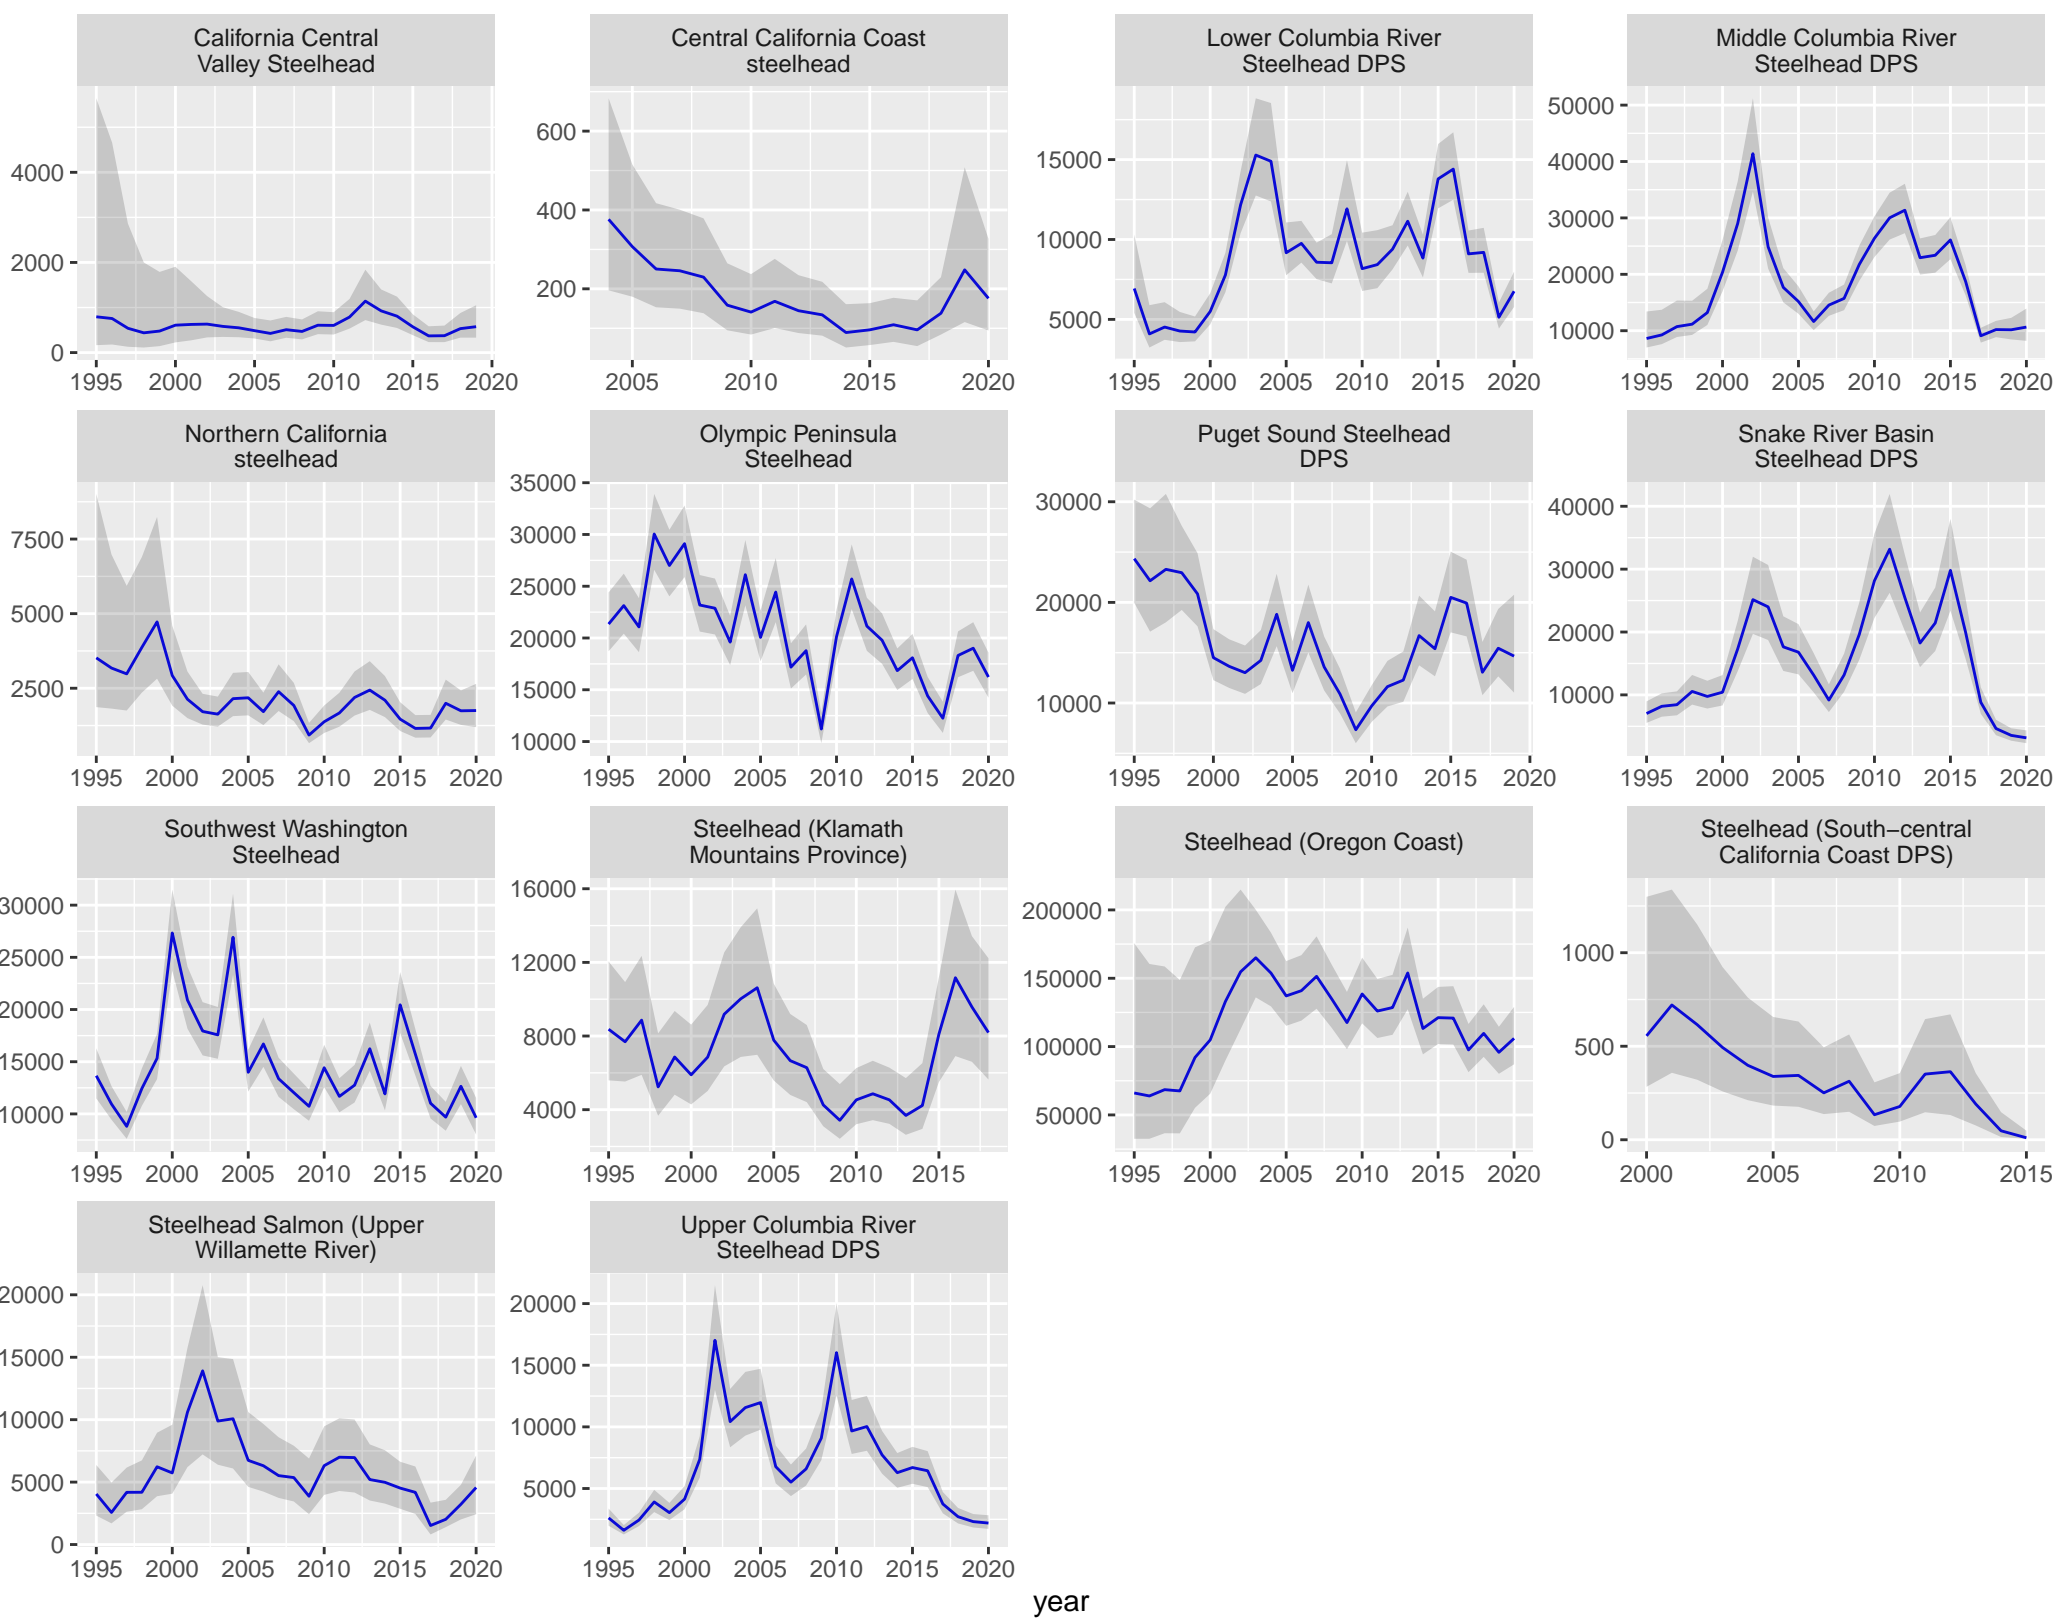 California Central
Valley Steelhead
Central California Coast
steelhead
Lower Columbia River
Steelhead DPS
Middle Columbia River
Steelhead DPS
4000
2000
0
1995 2000 2005 2010 2015 2020
600
400
200
2005 2010 2015 2020
15000
10000
5000
1995 2000 2005 2010 2015 2020
50000
40000
30000
20000
10000
1995 2000 2005 2010 2015 2020
Northern California
steelhead
Olympic Peninsula
Steelhead
Puget Sound Steelhead
DPS
Snake River Basin
Steelhead DPS
7500
5000
2500
1995 2000 2005 2010 2015 2020
35000
30000
25000
20000
15000
10000
1995 2000 2005 2010 2015 2020
30000
20000
10000
1995 2000 2005 2010 2015 2020
40000
30000
20000
10000
1995 2000 2005 2010 2015 2020
Southwest Washington
Steelhead
Steelhead (Klamath
Mountains Province)
Steelhead (Oregon Coast)
Steelhead (South−central
California Coast DPS)
30000
25000
20000
15000
10000
1995 2000 2005 2010 2015 2020
16000
12000
8000
4000
1995 2000 2005 2010 2015
200000
150000
100000
50000
1995 2000 2005 2010 2015 2020
1000
500
0
2000 2005 2010 2015
Steelhead Salmon (Upper
Willamette River)
Upper Columbia River
Steelhead DPS
20000
15000
10000
5000
0
1995 2000 2005 2010 2015 2020
20000
15000
10000
5000
1995 2000 2005 2010 2015 2020
year